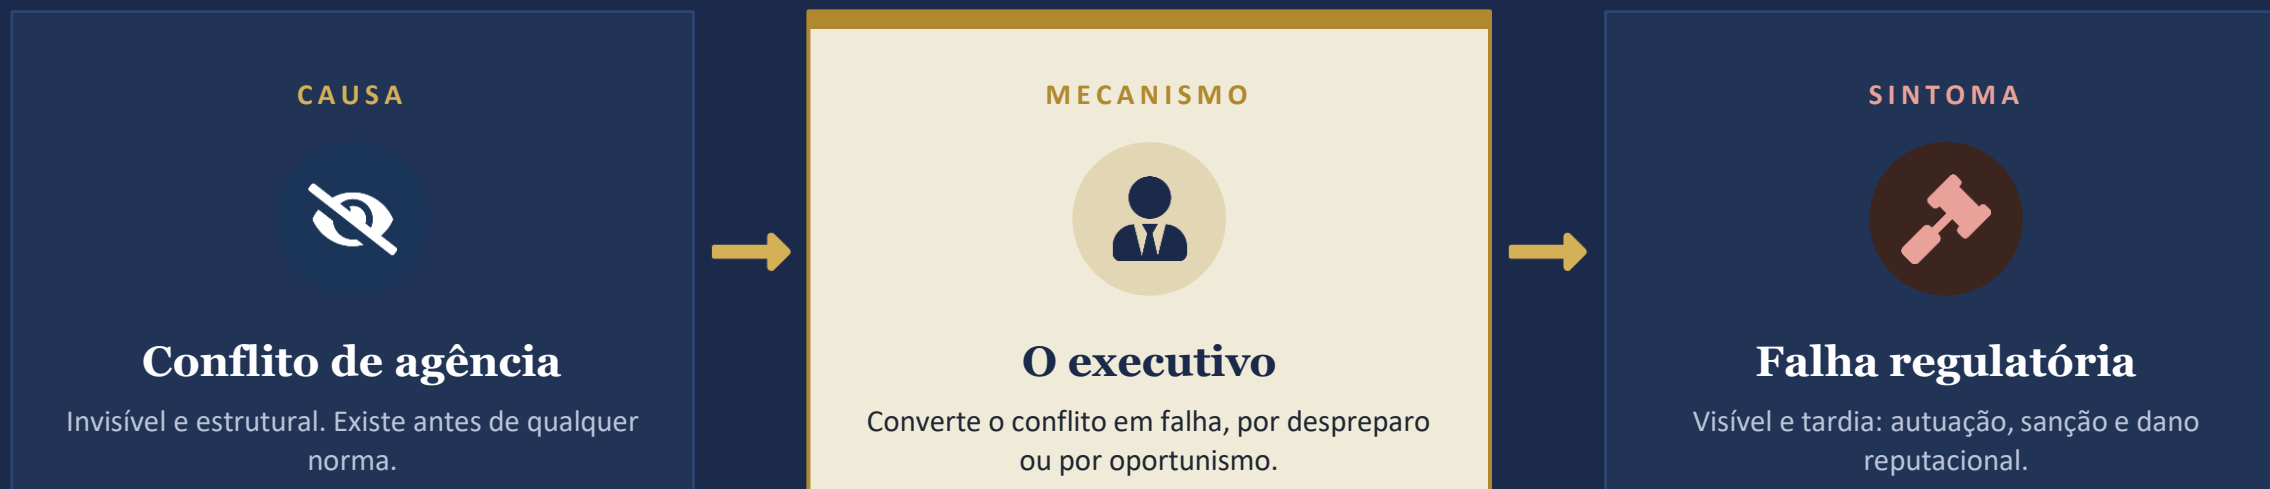 CAUSA
Conflito de agência
Invisível e estrutural. Existe antes de qualquer
norma.
MECANISMO
O executivo
Converte o conflito em falha, por despreparo
ou por oportunismo.
SINTOMA
Falha regulatória
Visível e tardia: autuação, sanção e dano
reputacional.